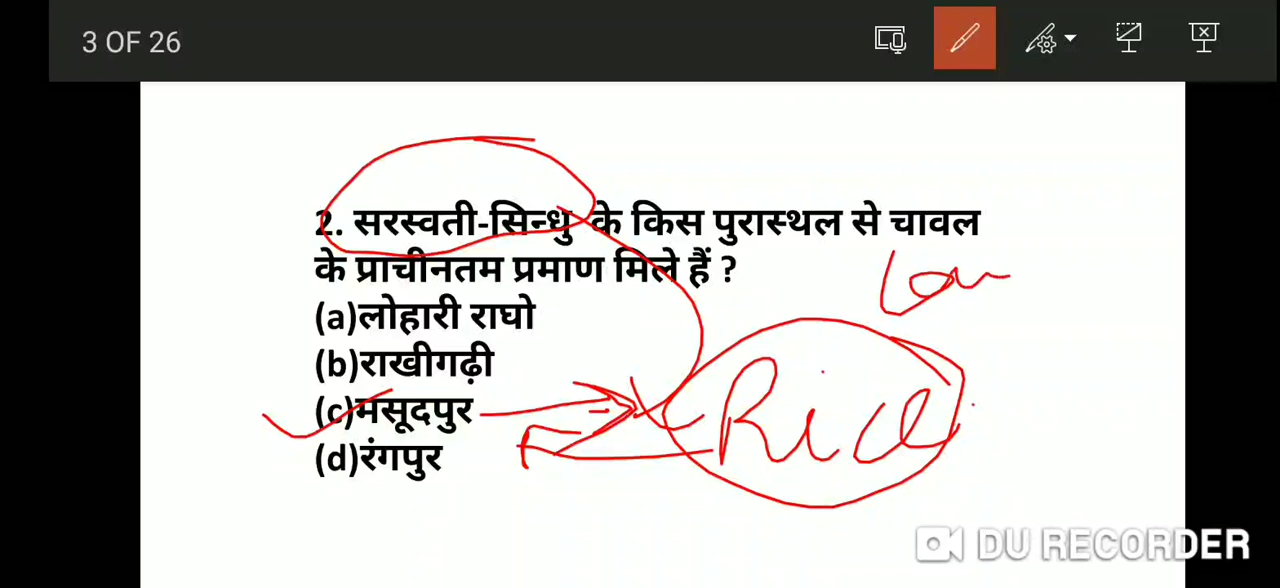 3 OF 26
2. सरस्वती-सिन्धु के किस पुरास्थल से चावल
के प्राचीनतम प्रमाण मिले हैं ?
(a)लोहारी राघो
(b)राखीगढ़ी
(c)मसूदपुर
(d)रंगपुर
Rice
DU RECORDER